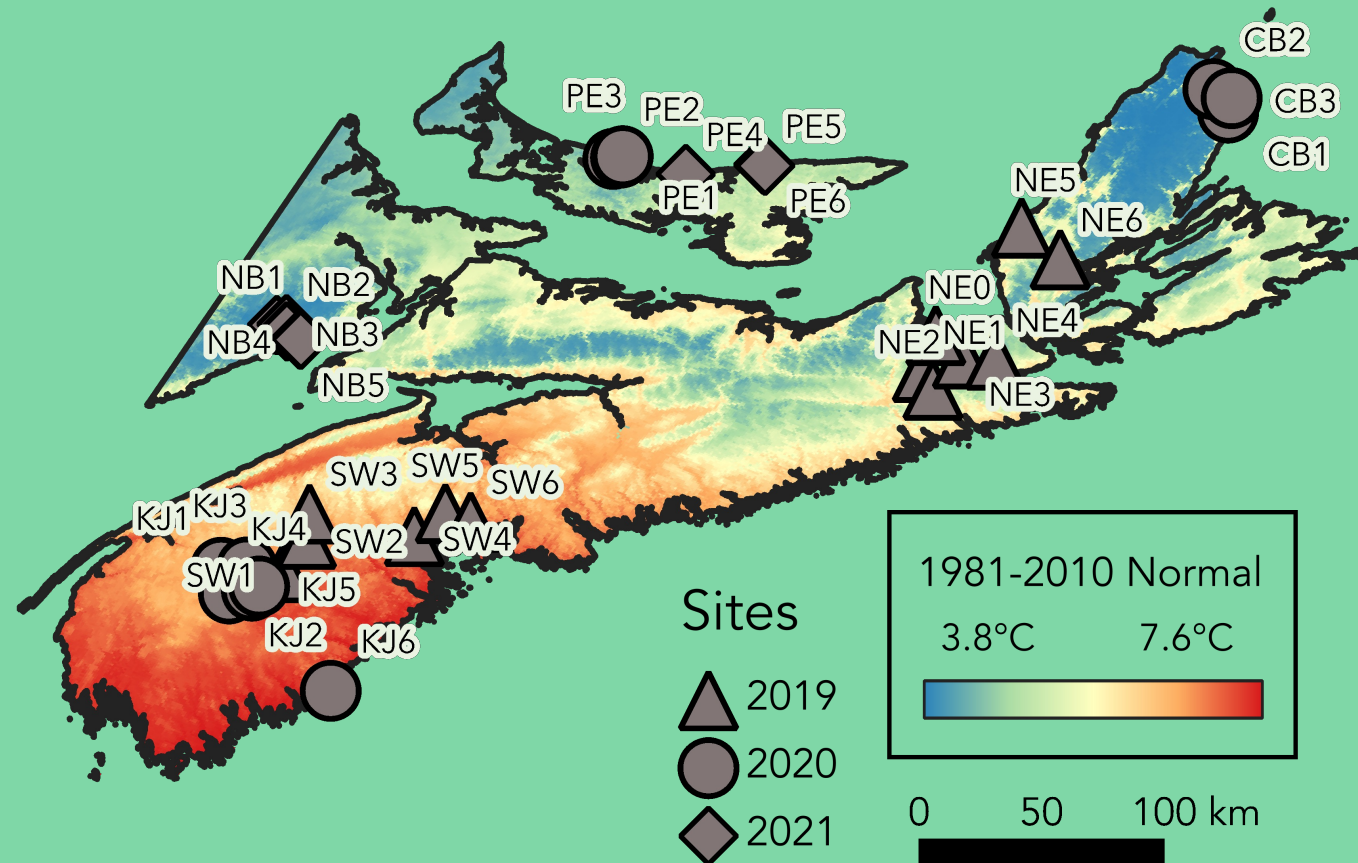 CB2
PE3
PE2
CB3
PE4
PE5
CB1
NE5
PE1
PE6
NE6
NB1
NB2
NE0
NB4
NB3
NE2
NE1
NE4
NB5
NE3
SW3
SW5
SW6
KJ1
KJ3
KJ4
SW2
SW4
SW1
KJ5
KJ2
KJ6
1981-2010 Normal
3.8°C 7.6°C
Sites
2019
2020
2021
0 50 100 km